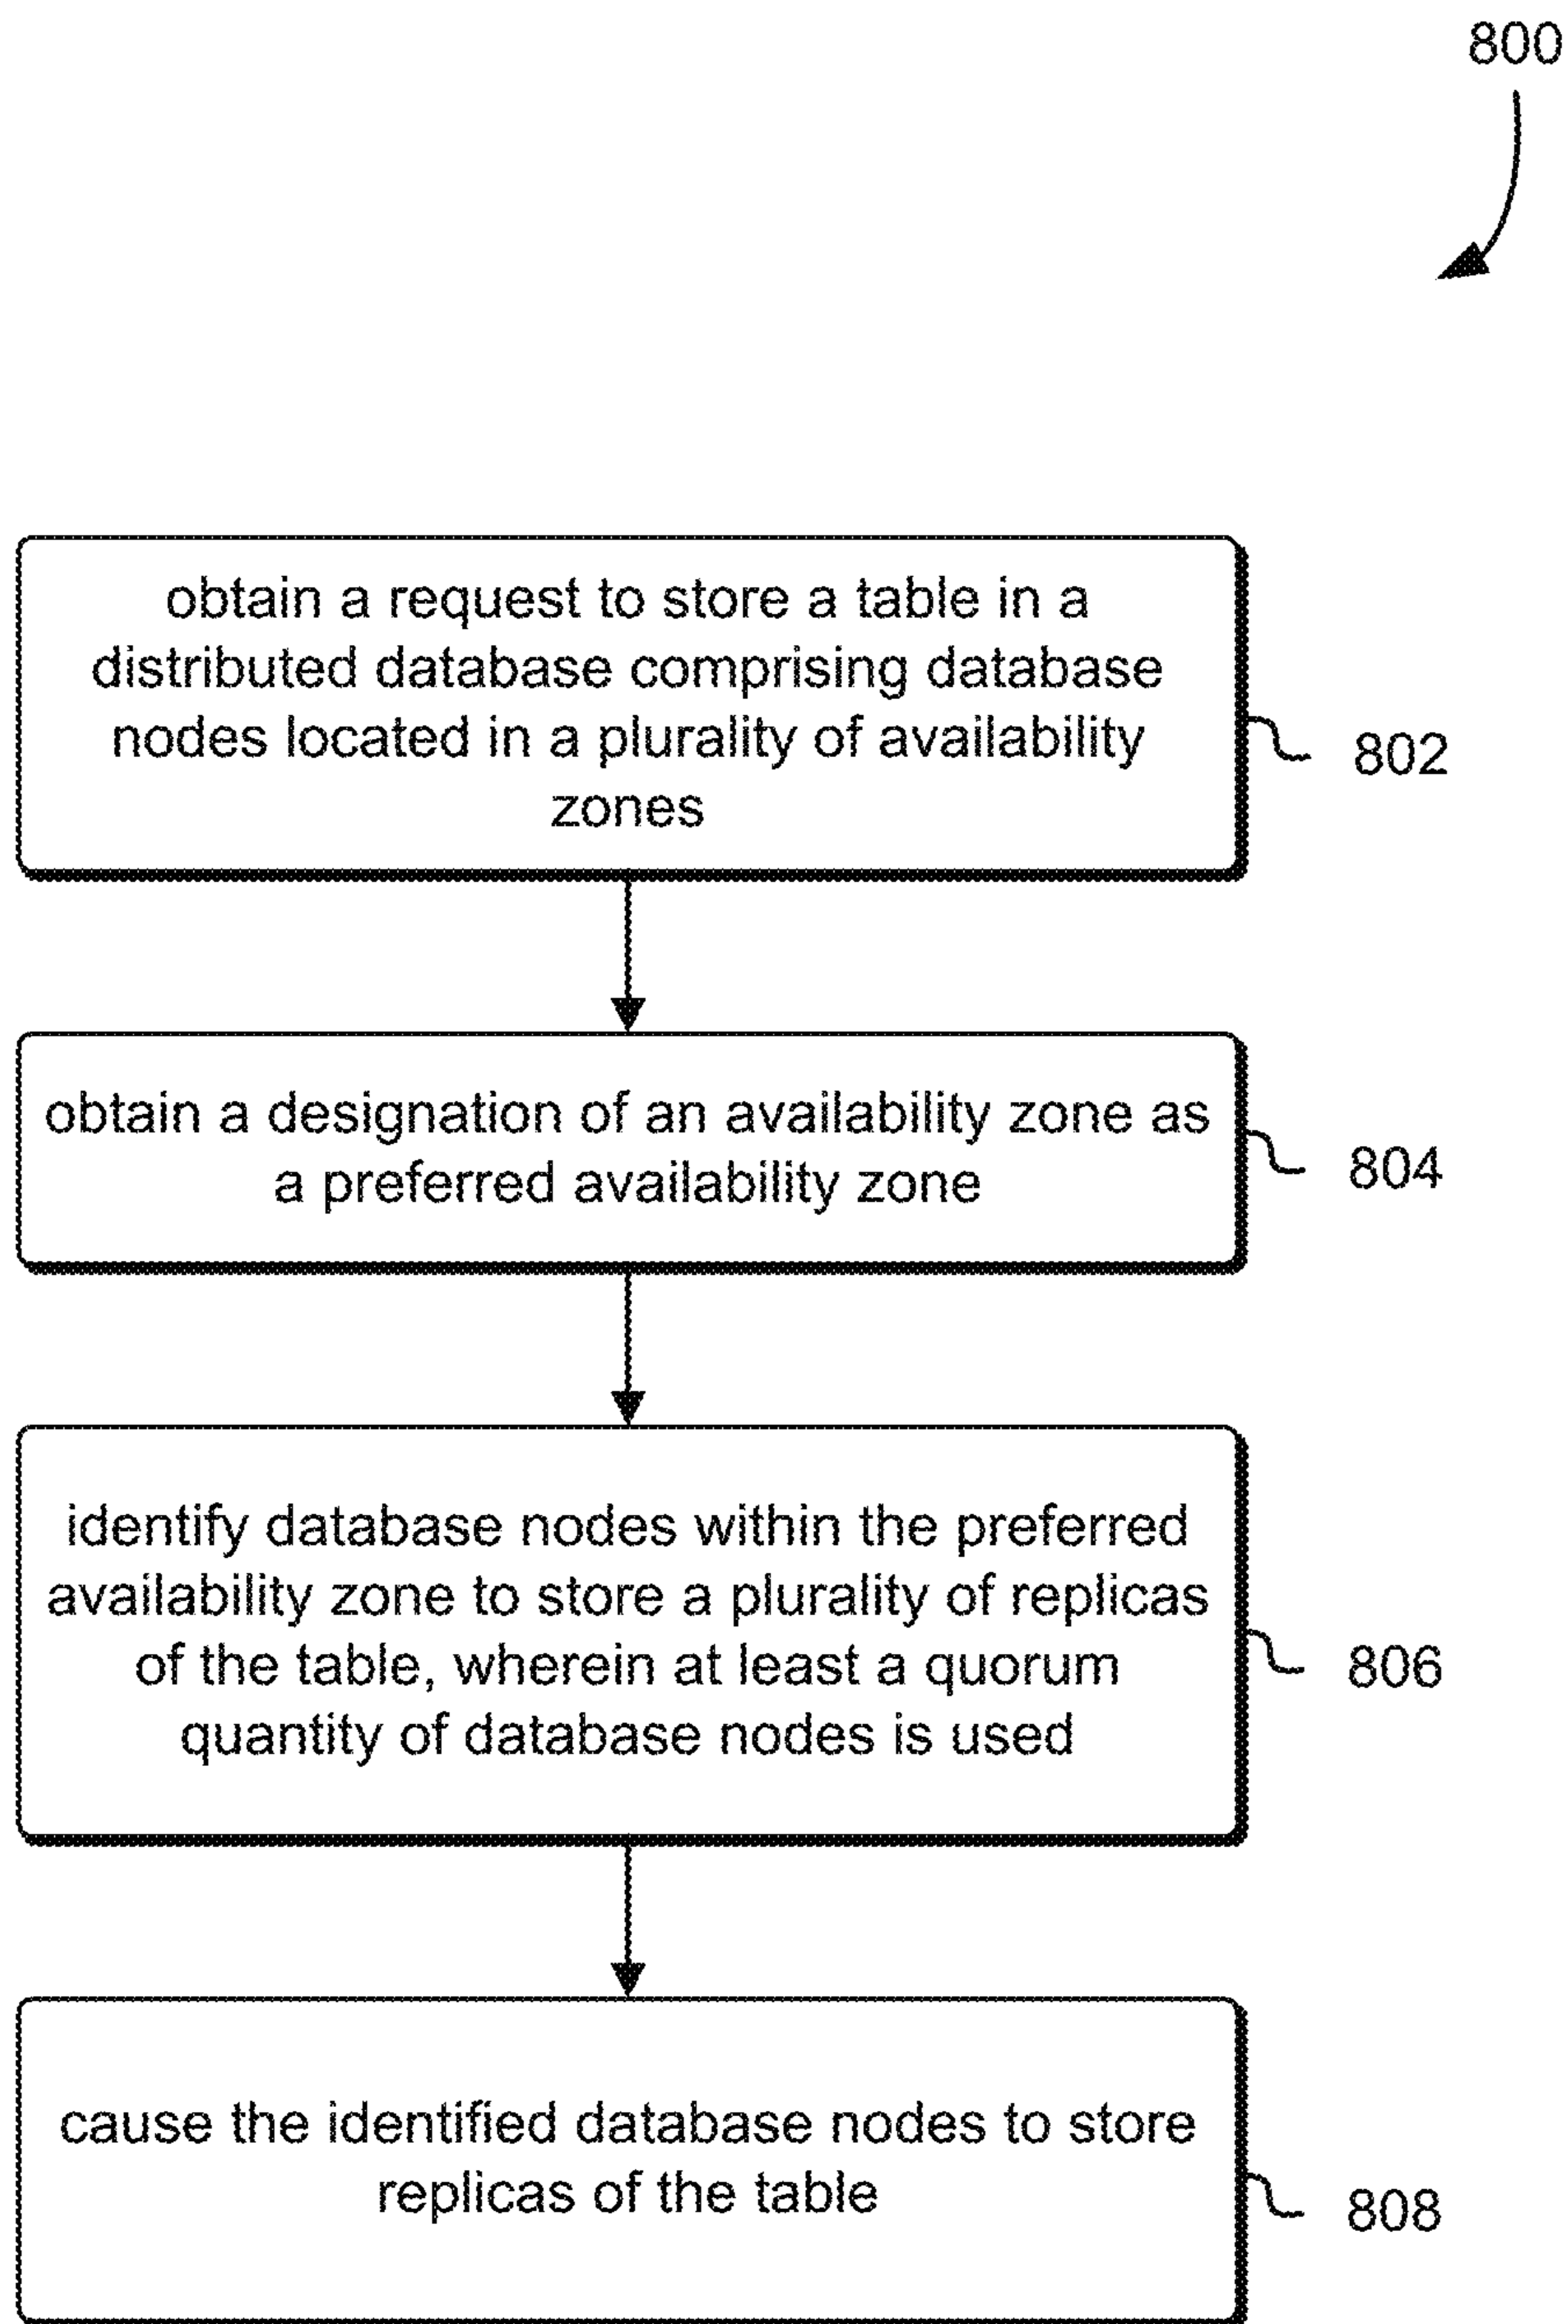 800
obtain a request to store a table in a
distributed database comprising database
nodes located in a plurality of availability
zones
802
obtain a designation of an availability zone as
a preferred availability zone
804
identify database nodes within the preferred
availability zone to store a plurality of replicas
of the table, wherein at least a quorum
quantity of database nodes is used
806
cause the identified database nodes to store
replicas of the table
808